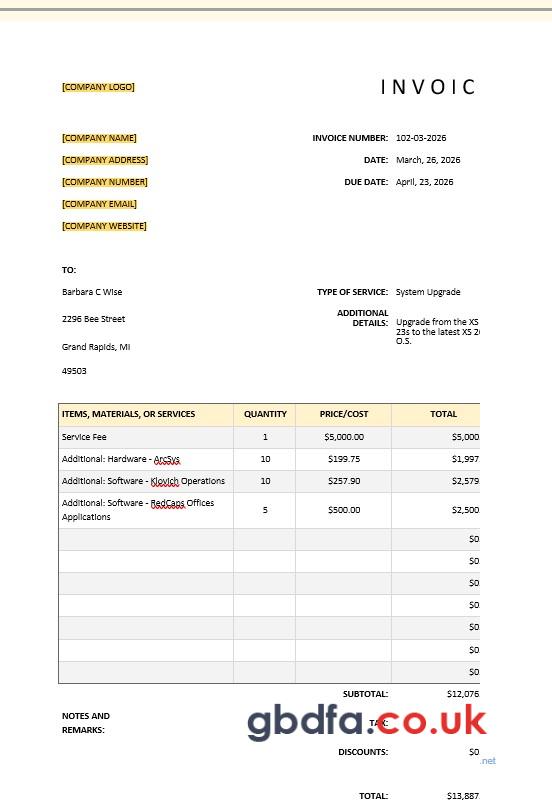 [COMPANY LOGO]
INVOIC
[COMPANY NAME]
INVOICE NUMBER: 102-03-2026
[COMPANY ADDRESS]
DATE: March, 26, 2026
[COMPANY NUMBER]
DUE DATE: April, 23, 2026
[COMPANY EMAIL]
[COMPANY WEBSITE]
TO:
Barbara C Wise
TYPE OF SERVICE: System Upgrade
2296 Bee Street
ADDITIONAL
DETAILS:
Upgrade from the XS
23s to the latest XS 2
O.S.
Grand Rapids, MI
49503
ITEMS, MATERIALS, OR SERVICES QUANTITY PRICE/COST TOTAL
Service Fee 1 $5,000.00 $5,000
Additional: Hardware - ArcSys 10 $199.75 $1,997
Additional: Software - Klovich Operations 10 $257.90 $2,579
Additional: Software - RedCaps Offices
Applications
5 $500.00 $2,500
$0
$0
$0
$0
$0
$0
$0
SUBTOTAL: $12,076
NOTES AND
REMARKS:
TAX:
gbdfa.co.uk
DISCOUNTS: $0
.net
TOTAL: $13,887